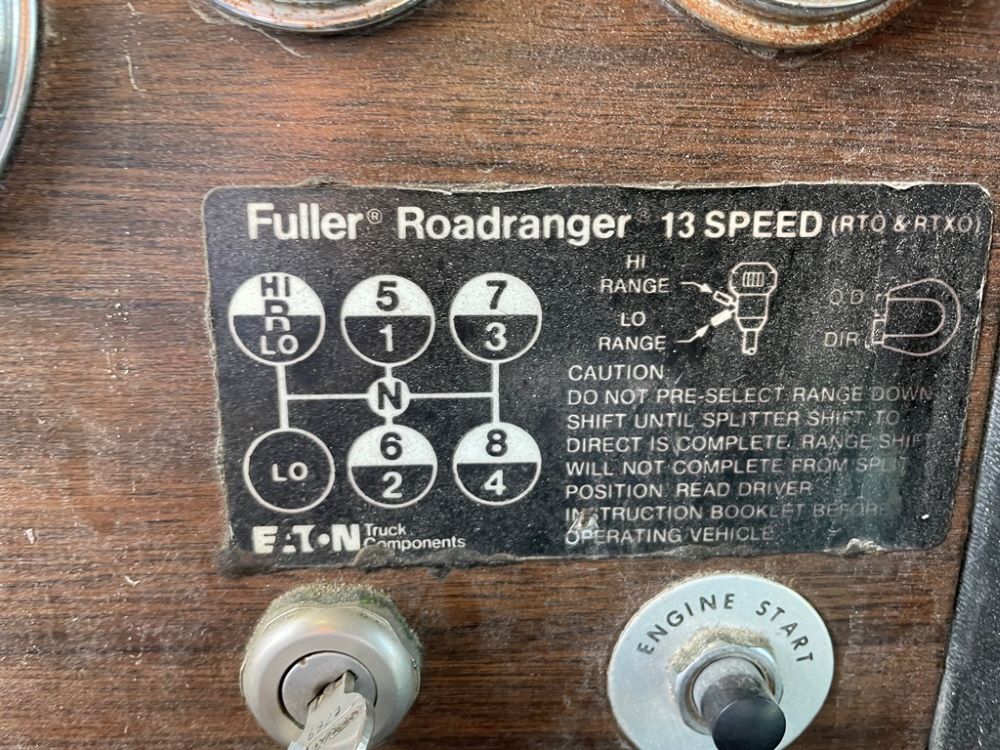 Fuller® Roadranger® 13 SPEED (RTO & RTXO)
HI
R
LO
5
1
7
3
N
LO
6
2
8
4
HI
RANGE
LO
RANGE
O.D
DIR
CAUTION
DO NOT PRE-SELECT RANGE DOWN
SHIFT UNTIL SPLITTER SHIFT TO
DIRECT IS COMPLETE. RANGE SHIFT
WILL NOT COMPLETE FROM SPLIT
POSITION READ DRIVER
INSTRUCTION BOOKLET BEFORE
OPERATING VEHICLE
EATON Truck
Components
ENGINE START